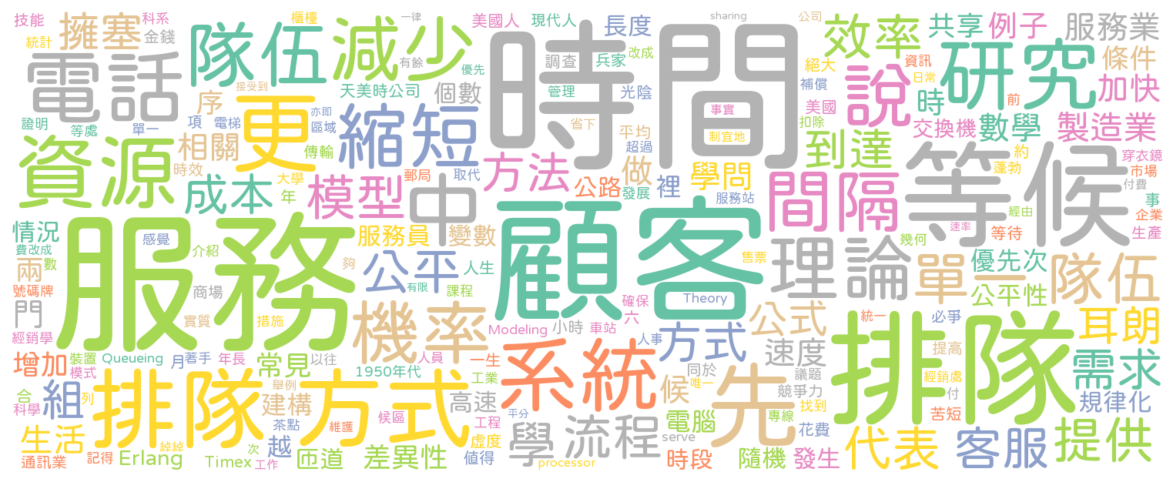 技能 科系 櫃檯 一律 美國人 現代人 長度 sharing 公司 共享 例子 服務業
統計 擁塞 金錢 隊伍 減少 有餘 優先 時間 調查 兵家 改成 絕大 效率 資訊 條件
電話 天美時公司 個數 管理 光陰 補償 說 日常 研究 加快
證明 等處 單一 序 項 電梯 亦即 區域 接受到 省下 事實 制宜地 美國 扣除 時 前
資源 相關 時效 更 傳輸 縮短 平均 超過 交換機 數學 製造業
成本 大學 年 模型 郵局 取代 中 方法 公路 做 發展 裡 學問 服務站 到達 約 蓬勃 穿衣鏡 市場 付費
情況 費改成 數 感覺 服務員 變數 顧客 間隔 經由 等候 事 企業 生產
兩 服務 介紹 公平 人生 有限 課程 售票 速率 幾何 等待
號碼牌 門 商場 夠 Theory 理論 單 優先次 公平性 隊伍
經銷學 實質 措施 機率 Modeling 小時 車站 確保 六 人事 公式 統一 必爭 耳朗
增加 裝置 模式 Queueing 月 著手 年長 以往 常見 人員 一生 系統 同於 方式 速度 議題 提高 經銷處 排隊 需求
合 科學 組 列 排隊方式 舉例 1950年代 工業 候 唯一 先 競爭力 付 苦短 規律化
建構 維護 候區 高速 工程 平分 電腦 專線 找到 花費
生活 茶點 越 虛度 學 流程 serve 代表 客服 提供
通訊業 記得 Erlang 綽綽 Timex 次 工作 匝道 差異性 值得 processor 時段 隨機 發生